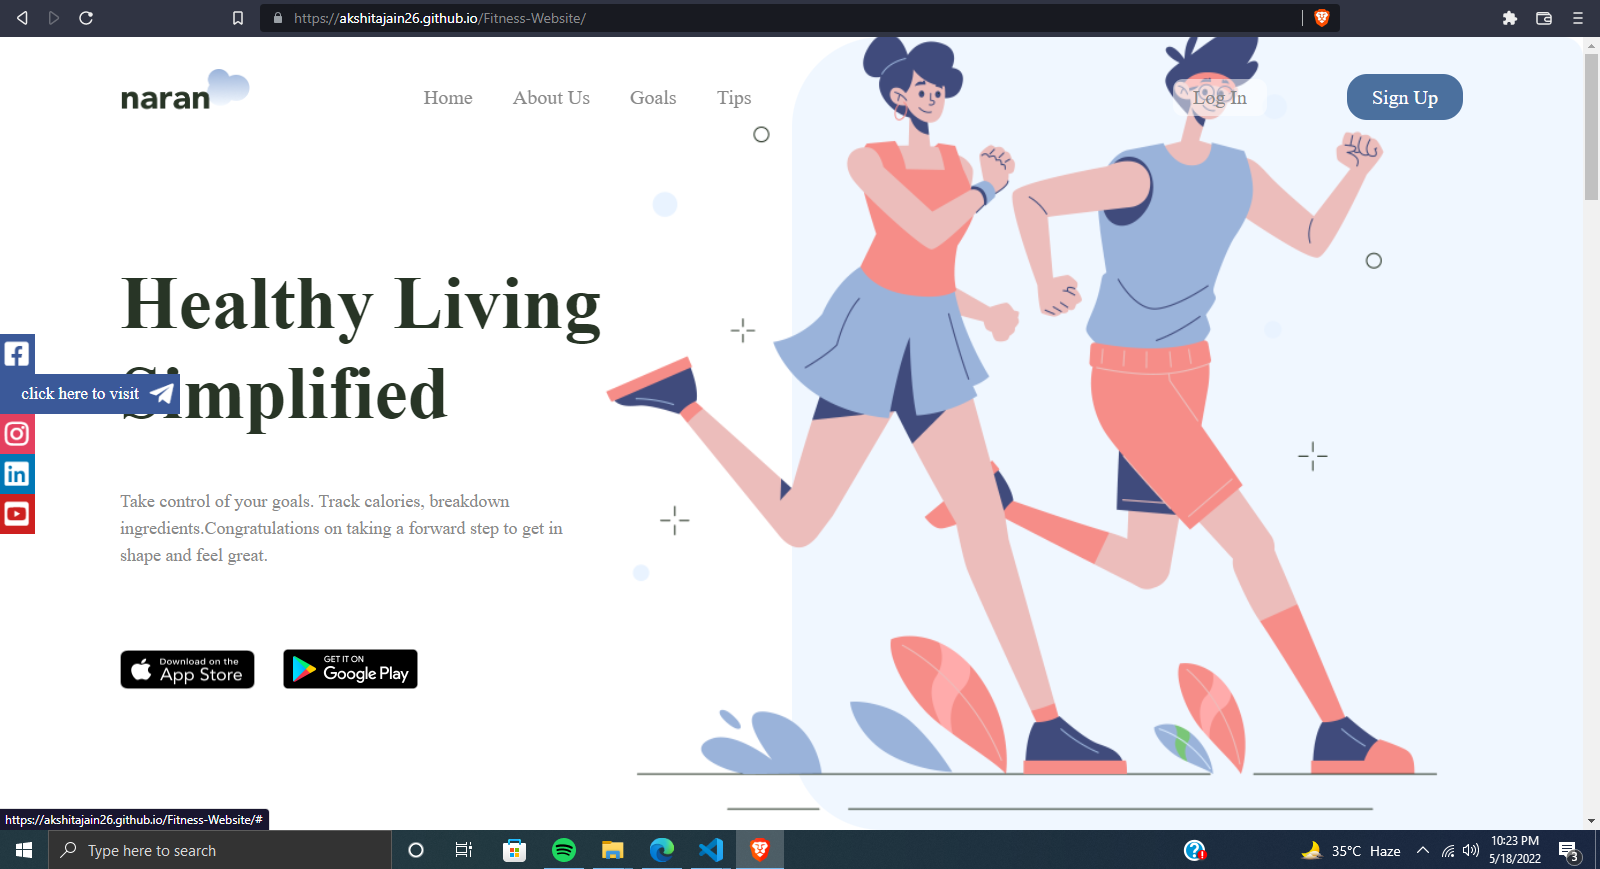 https://akshitajain26.github.io/Fitness-Website/
naran
Home
About Us
Goals
Tips
Log In
Sign Up
Healthy Living
Simplified
click here to visit
Take control of your goals. Track calories, breakdown
ingredients.Congratulations on taking a forward step to get in
shape and feel great.
Download on the
App Store
GET IT ON
Google Play
https://akshitajain26.github.io/Fitness-Website/#
Type here to search
35°C Haze
10:23 PM
5/18/2022
3